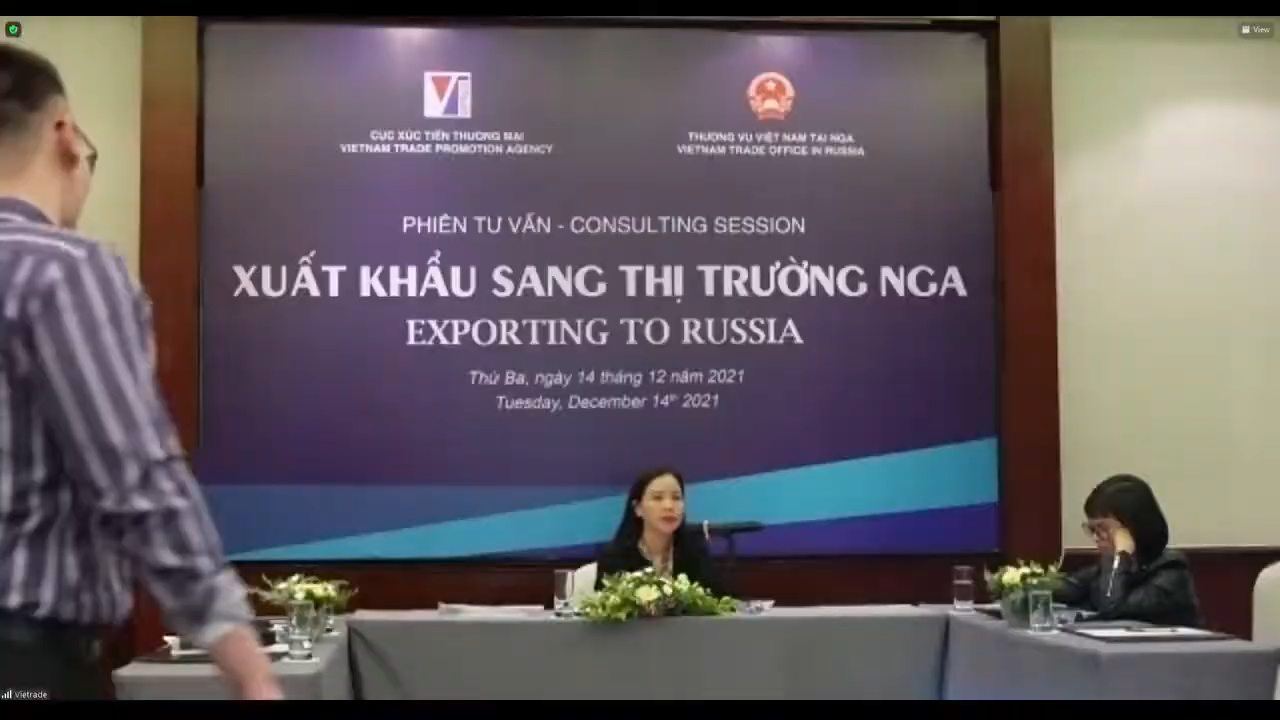 View
CỤC XÚC TIẾN THƯƠNG MẠI
VIETNAM TRADE PROMOTION AGENCY
THƯƠNG VỤ VIỆT NAM TẠI NGA
VIETNAM TRADE OFFICE IN RUSSIA
PHIÊN TƯ VẤN - CONSULTING SESSION
XUẤT KHẨU SANG THỊ TRƯỜNG NGA
EXPORTING TO RUSSIA
Thứ Ba, ngày 14 tháng 12 năm 2021
Tuesday, December 14th 2021
Vietrade